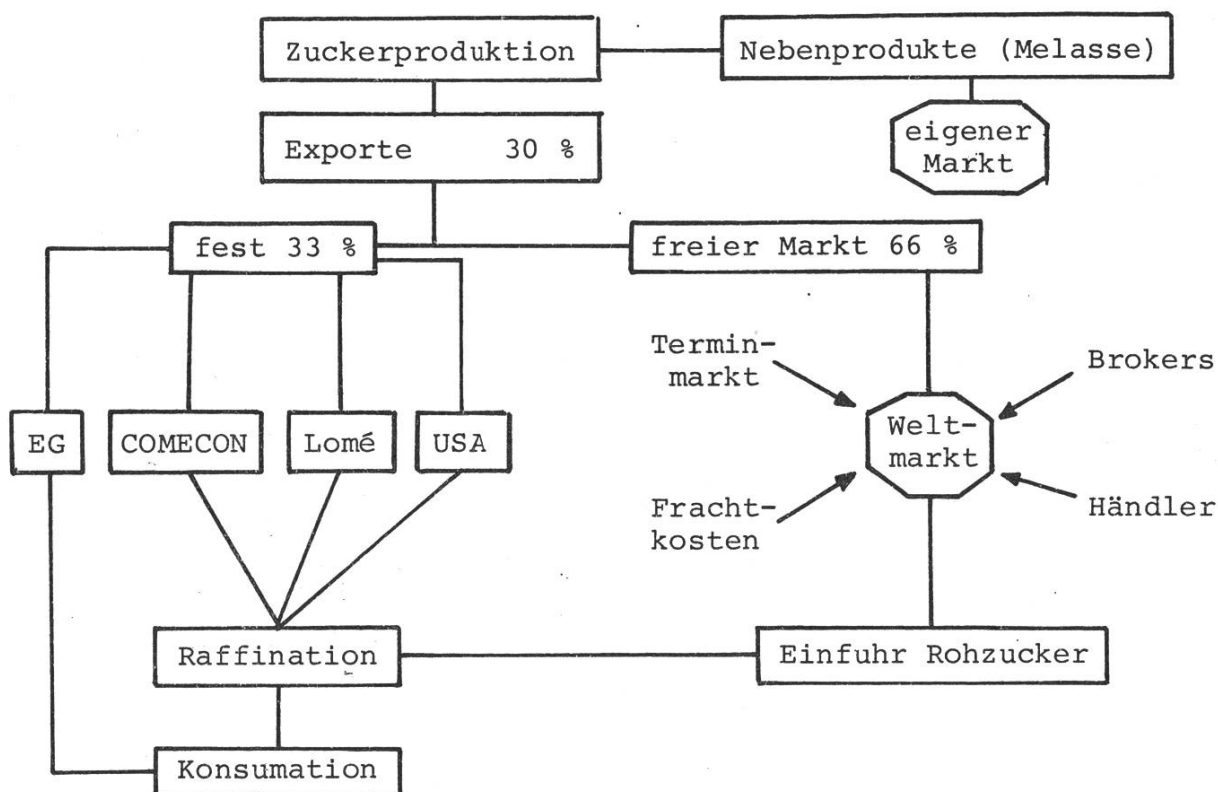 Zuckerproduktion
Nebenprodukte (Melasse)
Exporte 30 %
eigener
Markt
fest 33 %
freier Markt 66 %
Termin-
markt
Brokers
EG
COMECON
Lomé
USA
Welt-
markt
Fracht-
kosten
Händler
Raffination
Einfuhr Rohzucker
Konsumation